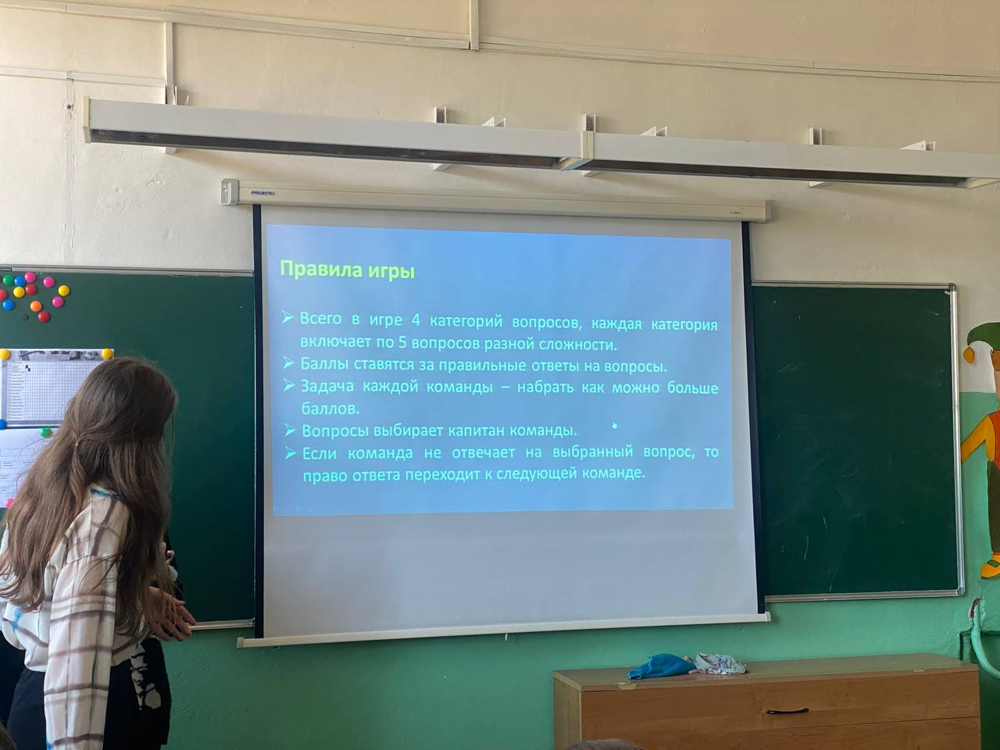 PROJECTA
Правила игры
➢ Всего в игре 4 категорий вопросов, каждая категория
включает по 5 вопросов разной сложности.
➢ Баллы ставятся за правильные ответы на вопросы.
➢ Задача каждой команды – набрать как можно больше
баллов.
➢ Вопросы выбирает капитан команды.
➢ Если команда не отвечает на выбранный вопрос, то
право ответа переходит к следующей команде.